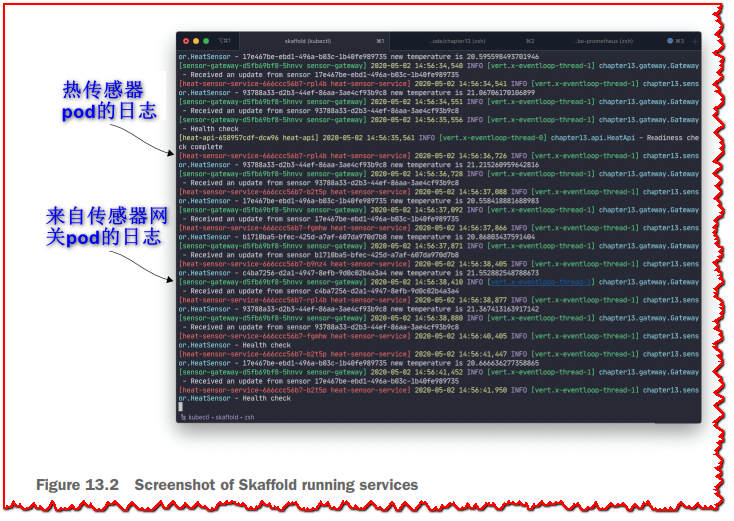 热传感器
pod的日志
来自传感器网
关pod的日志
⌥⌘1 skaffold (kubectl) ⌘1 ..ode/chapter13 (zsh) ⌘2 ..be-prometheus (zsh) ⌘3 +
or.HeatSensor - 17e467be-ebd1-496a-b03c-1b40fe989735 new temperature is 20.595598493701946
[sensor-gateway-d5fb69bf8-5hnvv sensor-gateway] 2020-05-02 14:56:34,540 INFO [vert.x-eventloop-thread-1] chapter13.gateway.Gateway
- Received an update from sensor 17e467be-ebd1-496a-b03c-1b40fe989735
[heat-sensor-service-666ccc56b7-rpl4b heat-sensor-service] 2020-05-02 14:56:34,541 INFO [vert.x-eventloop-thread-1] chapter13.sens
or.HeatSensor - 93788a33-d2b3-44ef-86aa-3ae4cf93b9c8 new temperature is 21.06706170106899
[sensor-gateway-d5fb69bf8-5hnvv sensor-gateway] 2020-05-02 14:56:34,551 INFO [vert.x-eventloop-thread-1] chapter13.gateway.Gateway
- Received an update from sensor 93788a33-d2b3-44ef-86aa-3ae4cf93b9c8
[sensor-gateway-d5fb69bf8-5hnvv sensor-gateway] 2020-05-02 14:56:35,556 INFO [vert.x-eventloop-thread-1] chapter13.gateway.Gateway
- Health check
[heat-api-658957cdf-dcw96 heat-api] 2020-05-02 14:56:35,561 INFO [vert.x-eventloop-thread-0] chapter13.api.HeatApi - Readiness che
ck complete
[heat-sensor-service-666ccc56b7-rpl4b heat-sensor-service] 2020-05-02 14:56:36,726 INFO [vert.x-eventloop-thread-1] chapter13.sens
or.HeatSensor - 93788a33-d2b3-44ef-86aa-3ae4cf93b9c8 new temperature is 21.215260959642816
[sensor-gateway-d5fb69bf8-5hnvv sensor-gateway] 2020-05-02 14:56:36,728 INFO [vert.x-eventloop-thread-1] chapter13.gateway.Gateway
- Received an update from sensor 93788a33-d2b3-44ef-86aa-3ae4cf93b9c8
[heat-sensor-service-666ccc56b7-b2t5p heat-sensor-service] 2020-05-02 14:56:37,088 INFO [vert.x-eventloop-thread-1] chapter13.sens
or.HeatSensor - 17e467be-ebd1-496a-b03c-1b40fe989735 new temperature is 20.558418881688983
[sensor-gateway-d5fb69bf8-5hnvv sensor-gateway] 2020-05-02 14:56:37,092 INFO [vert.x-eventloop-thread-1] chapter13.gateway.Gateway
- Received an update from sensor 17e467be-ebd1-496a-b03c-1b40fe989735
[heat-sensor-service-666ccc56b7-fgmhw heat-sensor-service] 2020-05-02 14:56:37,866 INFO [vert.x-eventloop-thread-1] chapter13.sens
or.HeatSensor - b1710ba5-bfec-425d-a7af-607da970d7b8 new temperature is 20.86803437591404
[sensor-gateway-d5fb69bf8-5hnvv sensor-gateway] 2020-05-02 14:56:37,871 INFO [vert.x-eventloop-thread-1] chapter13.gateway.Gateway
- Received an update from sensor b1710ba5-bfec-425d-a7af-607da970d7b8
[heat-sensor-service-666ccc56b7-b9nz4 heat-sensor-service] 2020-05-02 14:56:38,405 INFO [vert.x-eventloop-thread-1] chapter13.sens
or.HeatSensor - c4ba7256-d2a1-4947-8efb-9d0c02b4a3a4 new temperature is 21.552882548788673
[sensor-gateway-d5fb69bf8-5hnvv sensor-gateway] 2020-05-02 14:56:38,410 INFO [vert.x-eventloop-thread-1] chapter13.gateway.Gateway
- Received an update from sensor c4ba7256-d2a1-4947-8efb-9d0c02b4a3a4
[heat-sensor-service-666ccc56b7-rpl4b heat-sensor-service] 2020-05-02 14:56:38,877 INFO [vert.x-eventloop-thread-1] chapter13.sens
or.HeatSensor - 93788a33-d2b3-44ef-86aa-3ae4cf93b9c8 new temperature is 21.367413163917142
[sensor-gateway-d5fb69bf8-5hnvv sensor-gateway] 2020-05-02 14:56:38,880 INFO [vert.x-eventloop-thread-1] chapter13.gateway.Gateway
- Received an update from sensor 93788a33-d2b3-44ef-86aa-3ae4cf93b9c8
[heat-sensor-service-666ccc56b7-fgmhw heat-sensor-service] 2020-05-02 14:56:40,405 INFO [vert.x-eventloop-thread-1] chapter13.sens
or.HeatSensor - Health check
[heat-sensor-service-666ccc56b7-b2t5p heat-sensor-service] 2020-05-02 14:56:41,447 INFO [vert.x-eventloop-thread-1] chapter13.sens
or.HeatSensor - 17e467be-ebd1-496a-b03c-1b40fe989735 new temperature is 20.666636277358865
[sensor-gateway-d5fb69bf8-5hnvv sensor-gateway] 2020-05-02 14:56:41,452 INFO [vert.x-eventloop-thread-1] chapter13.gateway.Gateway
- Received an update from sensor 17e467be-ebd1-496a-b03c-1b40fe989735
[heat-sensor-service-666ccc56b7-b2t5p heat-sensor-service] 2020-05-02 14:56:41,950 INFO [vert.x-eventloop-thread-1] chapter13.sens
or.HeatSensor - Health check
kubectl • skaffold • zsh
Figure 13.2 Screenshot of Skaffold running services